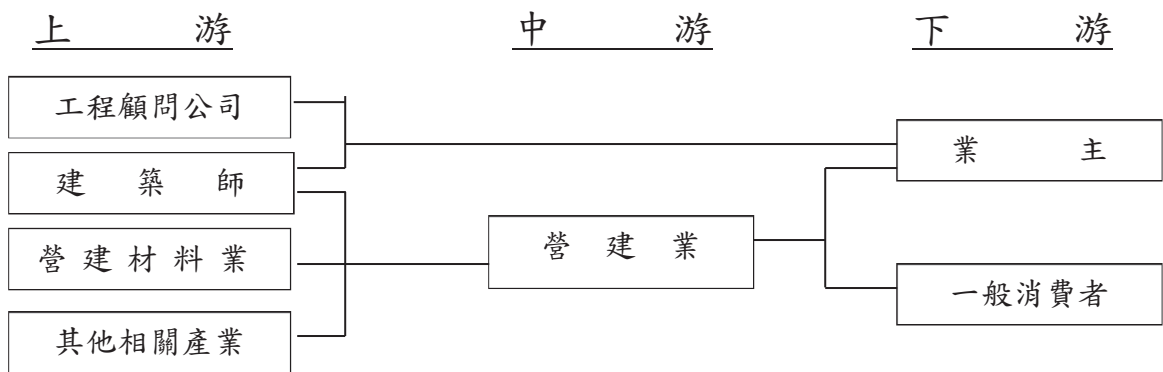 上游 中游 下游
工程顧問公司
業主
建築師
營建業
營建材料業
一般消費者
其他相關產業